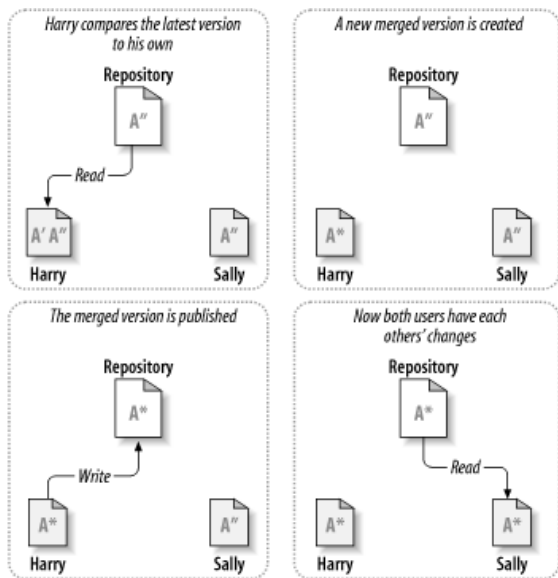 Harry compares the latest version
to his own
Repository
A″
Read
A′ A″
A″
Harry
Sally
A new merged version is created
Repository
A″
A*
A″
Harry
Sally
The merged version is published
Repository
A*
Write
A*
A″
Harry
Sally
Now both users have each
others’ changes
Repository
A*
Read
A*
A*
Harry
Sally